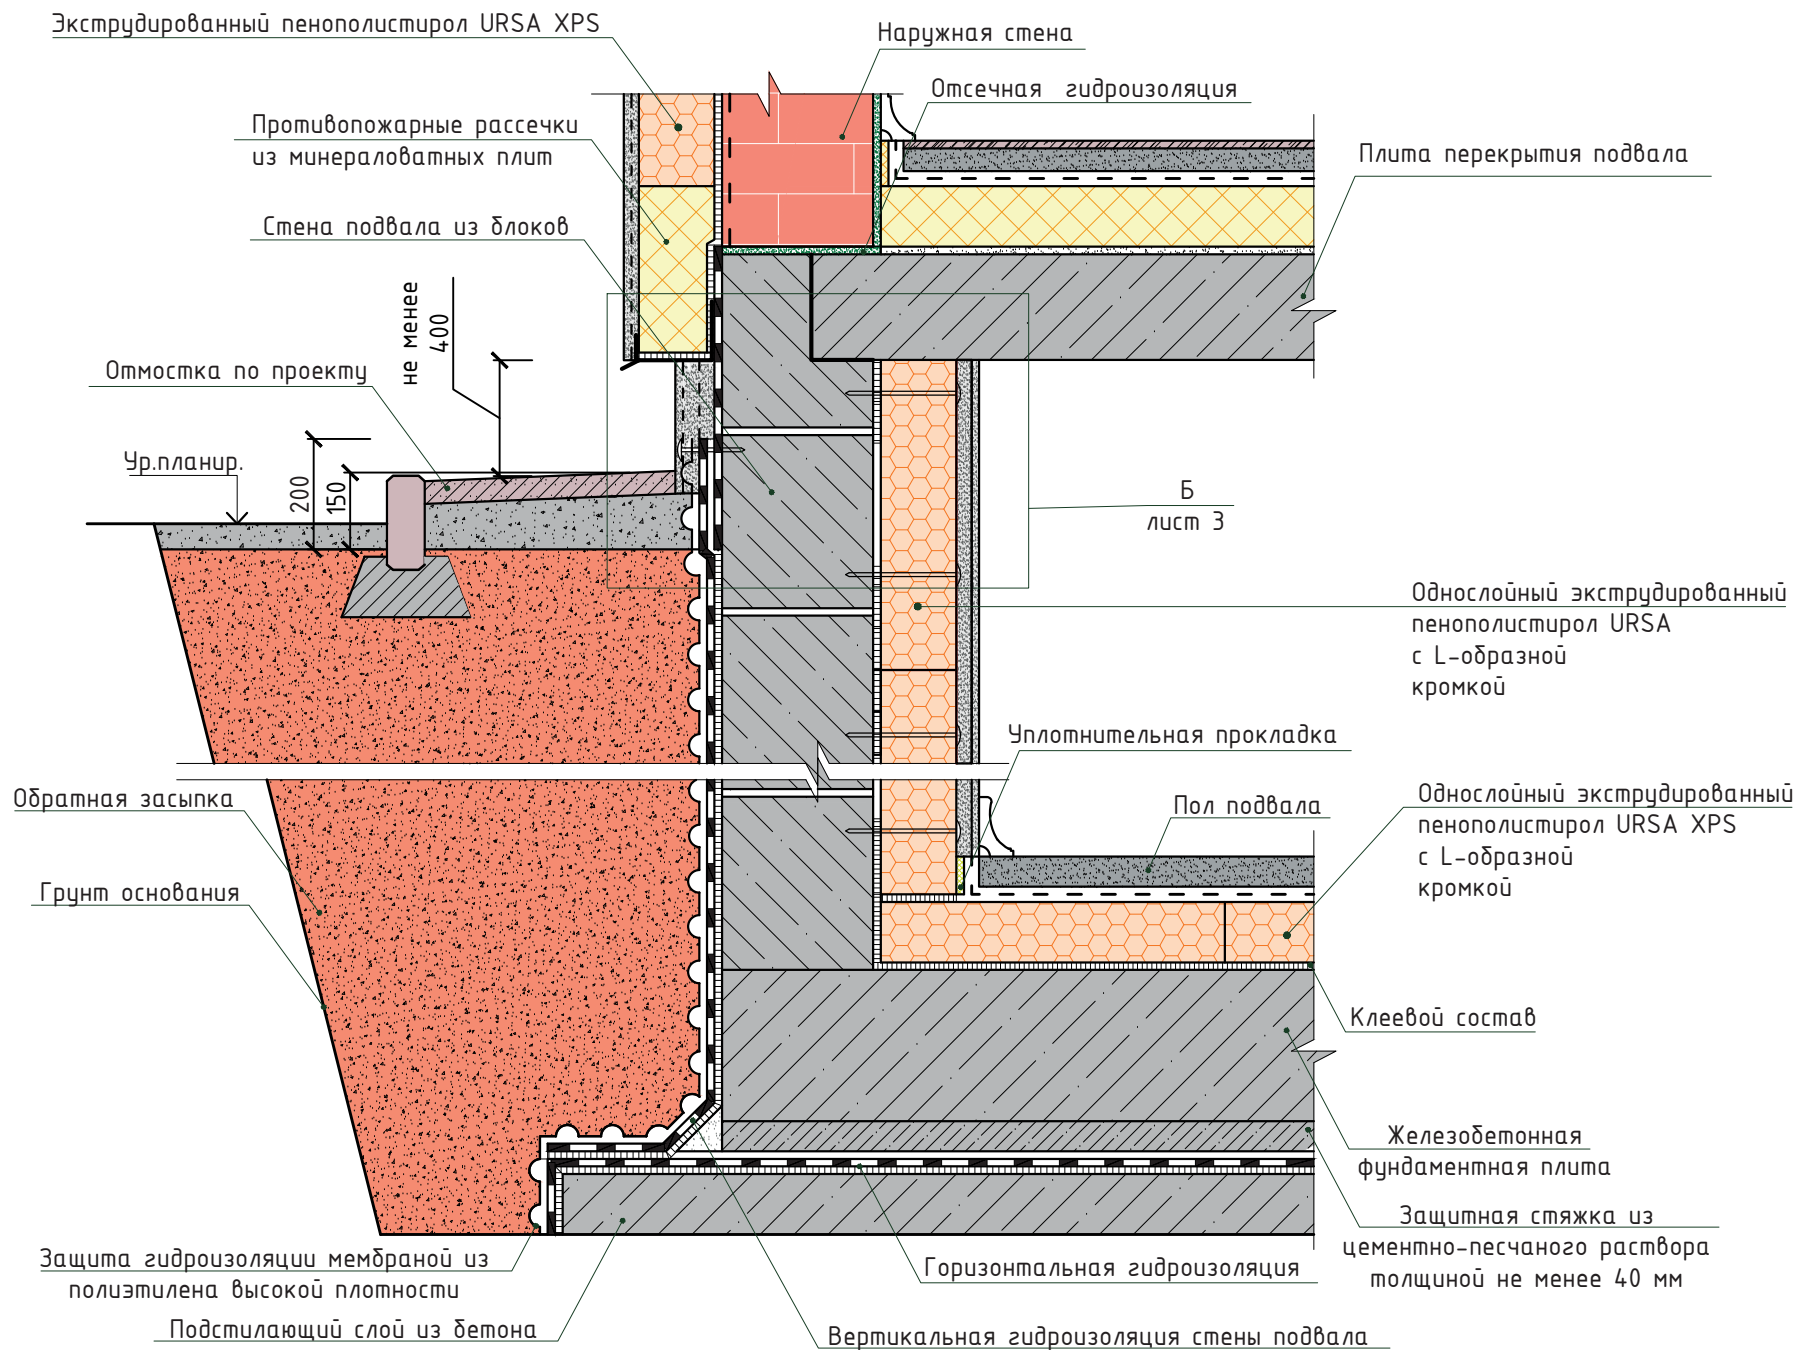 Экструдированный пенополистирол URSA XPS
Наружная стена
Отсечная гидроизоляция
Противопожарные рассечки
из минераловатных плит
Плита перекрытия подвала
Стена подвала из блоков
не менее
400
Отмостка по проекту
Ур.планир.
200
150
Б
лист 3
Однослойный экструдированный
пенополистирол URSA
с L-образной
кромкой
Уплотнительная прокладка
Обратная засыпка
Пол подвала
Однослойный экструдированный
пенополистирол URSA XPS
с L-образной
кромкой
Грунт основания
Клеевой состав
Железобетонная
фундаментная плита
Защитная стяжка из
цементно-песчаного раствора
толщиной не менее 40 мм
Защита гидроизоляции мембраной из
полиэтилена высокой плотности
Горизонтальная гидроизоляция
Подстилающий слой из бетона
Вертикальная гидроизоляция стены подвала